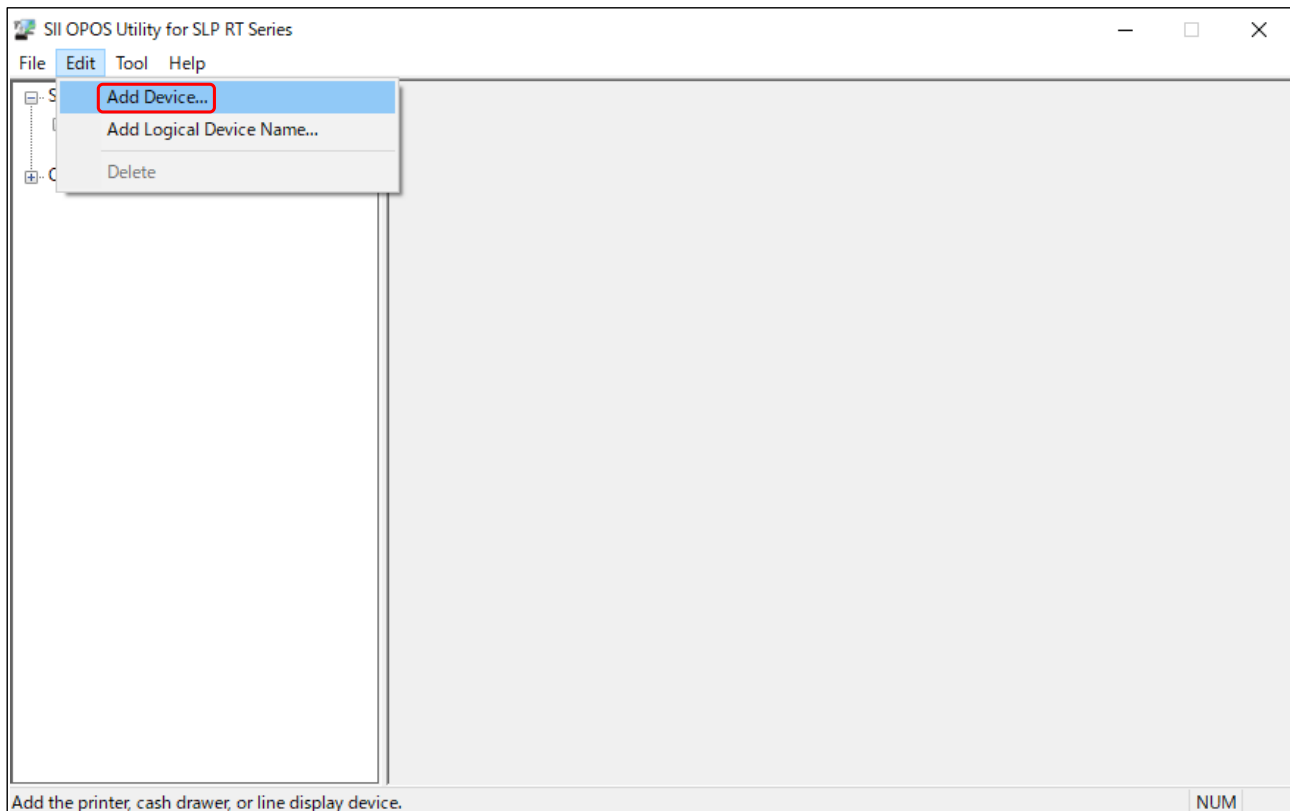 SII OPOS Utility for SLP RT Series
File Edit Tool Help
Add Device...
Add Logical Device Name...
Delete
Add the printer, cash drawer, or line display device.
NUM